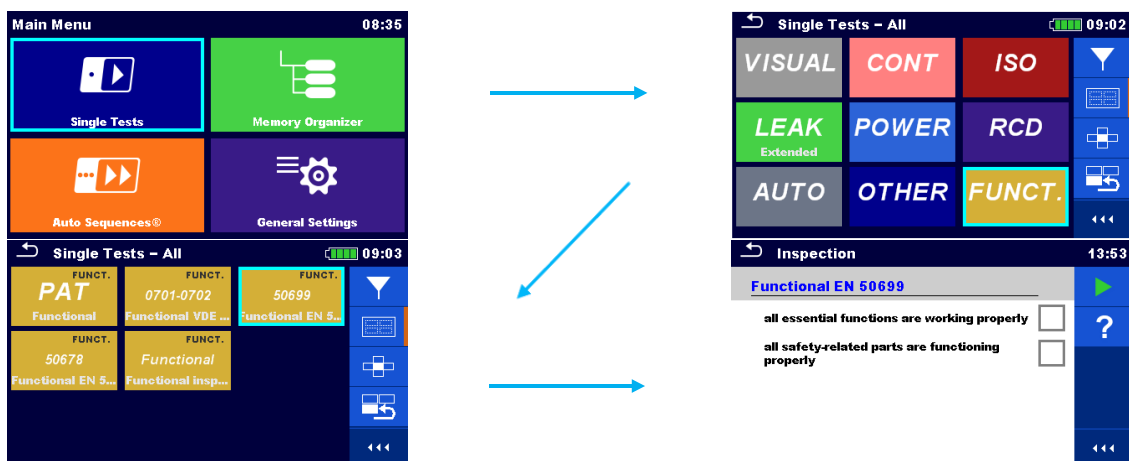 Main Menu 08:35
Single Tests
Memory Organizer
Auto Sequences®
General Settings
Single Tests – All 09:02
VISUAL CONT ISO
LEAK POWER RCD
Extended
AUTO OTHER FUNCT.
Single Tests – All 09:03
FUNCT. FUNCT. FUNCT.
PAT 0701-0702 50699
Functional Functional VDE ... Functional EN 5...
FUNCT. FUNCT.
50678 Functional
Functional EN 5... Functional insp...
Inspection 13:53
Functional EN 50699
all essential functions are working properly
?
all safety-related parts are functioning
properly